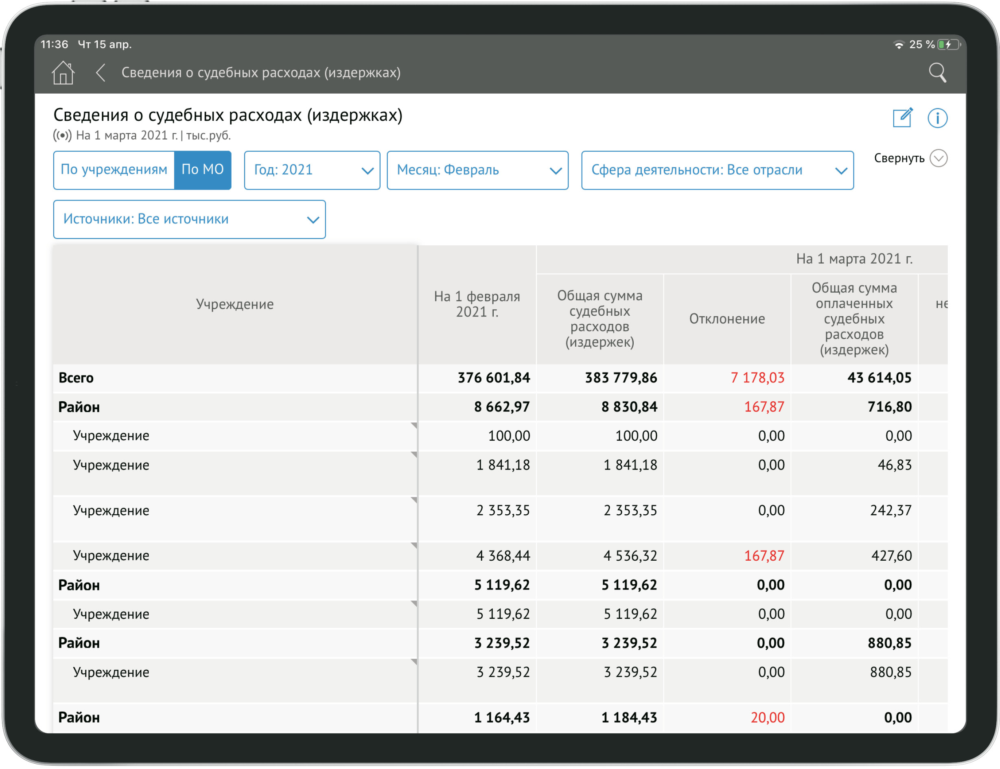 11:36 Чт 15 апр. 25 %
Сведения о судебных расходах (издержках)
Сведения о судебных расходах (издержках)
На 1 марта 2021 г. | тыс.руб.
По учреждениям По МО Год: 2021 Месяц: Февраль Сфера деятельности: Все отрасли Свернуть
Источники: Все источники
Учреждение
На 1 февраля
2021 г.
На 1 марта 2021 г.
Общая сумма
судебных
расходов
(издержек)
Отклонение
Общая сумма
оплаченных
судебных
расходов
(издержек)
не
Всего 376 601,84 383 779,86 7 178,03 43 614,05
Район 8 662,97 8 830,84 167,87 716,80
Учреждение 100,00 100,00 0,00 0,00
Учреждение 1 841,18 1 841,18 0,00 46,83
Учреждение 2 353,35 2 353,35 0,00 242,37
Учреждение 4 368,44 4 536,32 167,87 427,60
Район 5 119,62 5 119,62 0,00 0,00
Учреждение 5 119,62 5 119,62 0,00 0,00
Район 3 239,52 3 239,52 0,00 880,85
Учреждение 3 239,52 3 239,52 0,00 880,85
Район 1 164,43 1 184,43 20,00 0,00